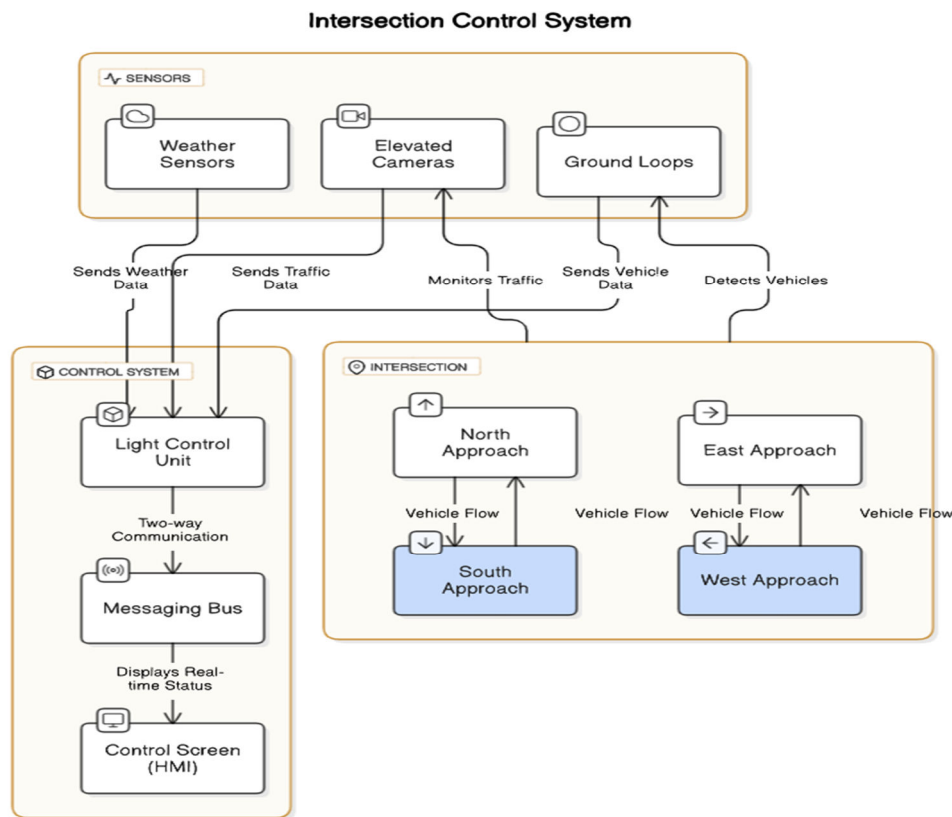 Intersection Control System
SENSORS
Weather
Sensors
Elevated
Cameras
Ground Loops
Sends Weather
Data
Sends Traffic
Data
Monitors Traffic
Sends Vehicle
Data
Detects Vehicles
CONTROL SYSTEM
Light Control
Unit
Two-way
Communication
Messaging Bus
Displays Real-
time Status
Control Screen
(HMI)
INTERSECTION
North
Approach
East Approach
Vehicle Flow
Vehicle Flow
Vehicle Flow
Vehicle Flow
South
Approach
West Approach